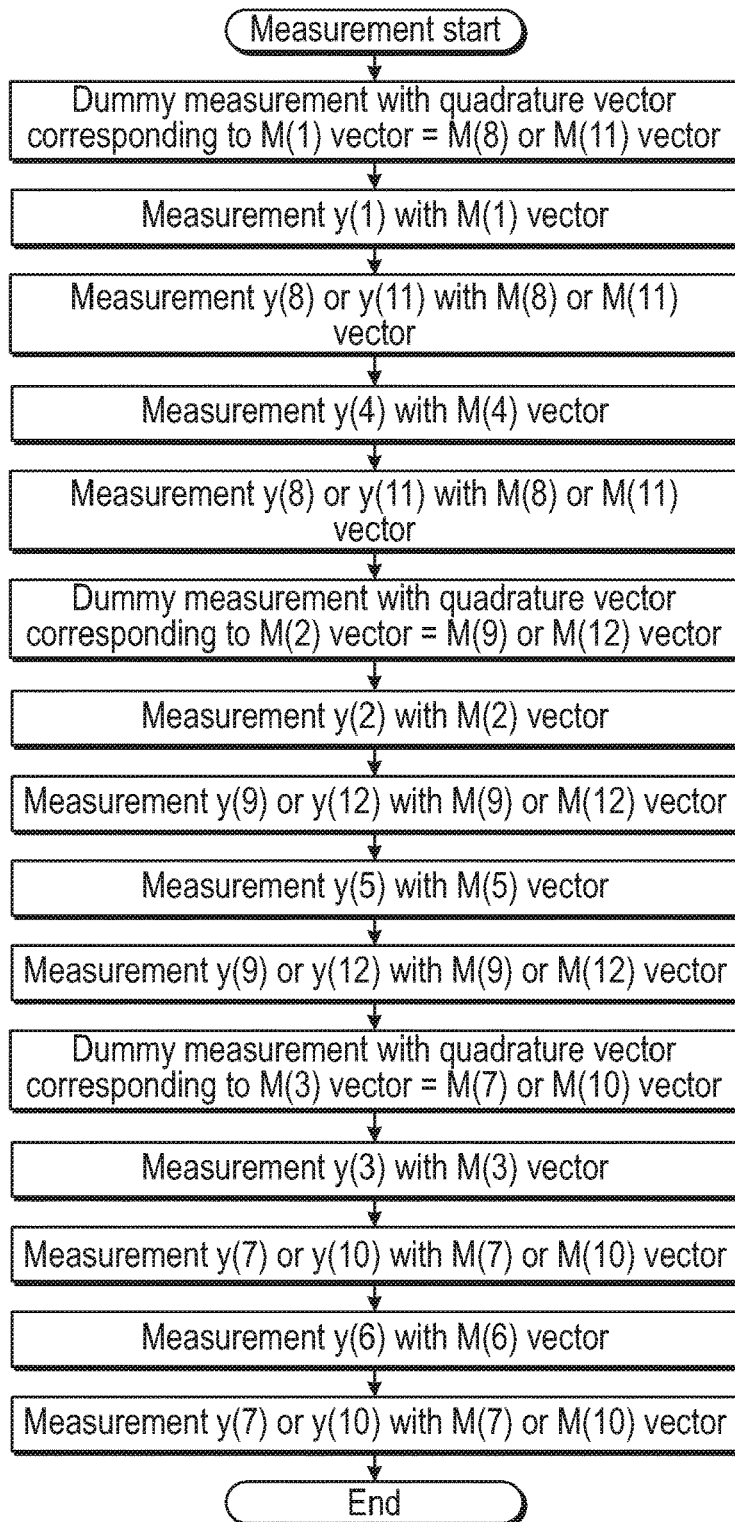 Measurement start
Dummy measurement with quadrature vector
corresponding to M(1) vector = M(8) or M(11) vector
Measurement y(1) with M(1) vector
Measurement y(8) or y(11) with M(8) or M(11)
vector
Measurement y(4) with M(4) vector
Measurement y(8) or y(11) with M(8) or M(11)
vector
Dummy measurement with quadrature vector
corresponding to M(2) vector = M(9) or M(12) vector
Measurement y(2) with M(2) vector
Measurement y(9) or y(12) with M(9) or M(12) vector
Measurement y(5) with M(5) vector
Measurement y(9) or y(12) with M(9) or M(12) vector
Dummy measurement with quadrature vector
corresponding to M(3) vector = M(7) or M(10) vector
Measurement y(3) with M(3) vector
Measurement y(7) or y(10) with M(7) or M(10) vector
Measurement y(6) with M(6) vector
Measurement y(7) or y(10) with M(7) or M(10) vector
End